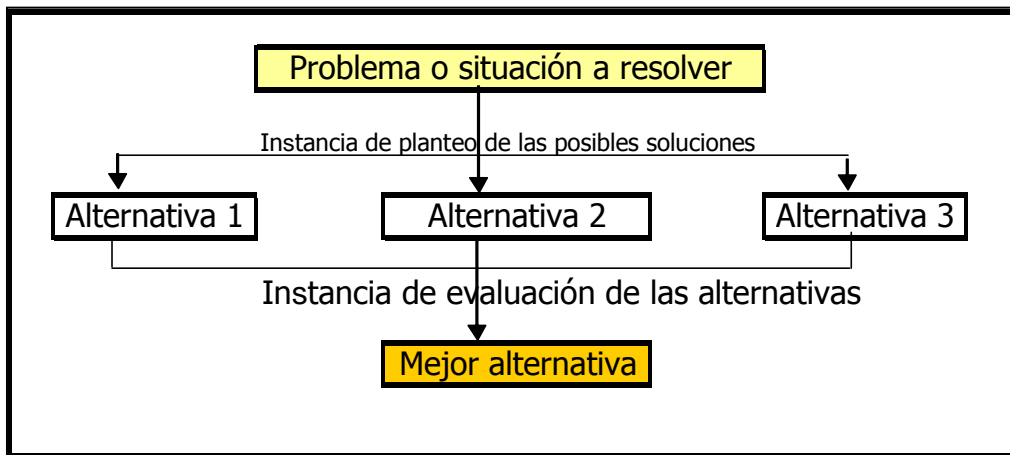 Problema o situación a resolver
Instancia de planteo de las posibles soluciones
Alternativa 1
Alternativa 2
Alternativa 3
Instancia de evaluación de las alternativas
Mejor alternativa